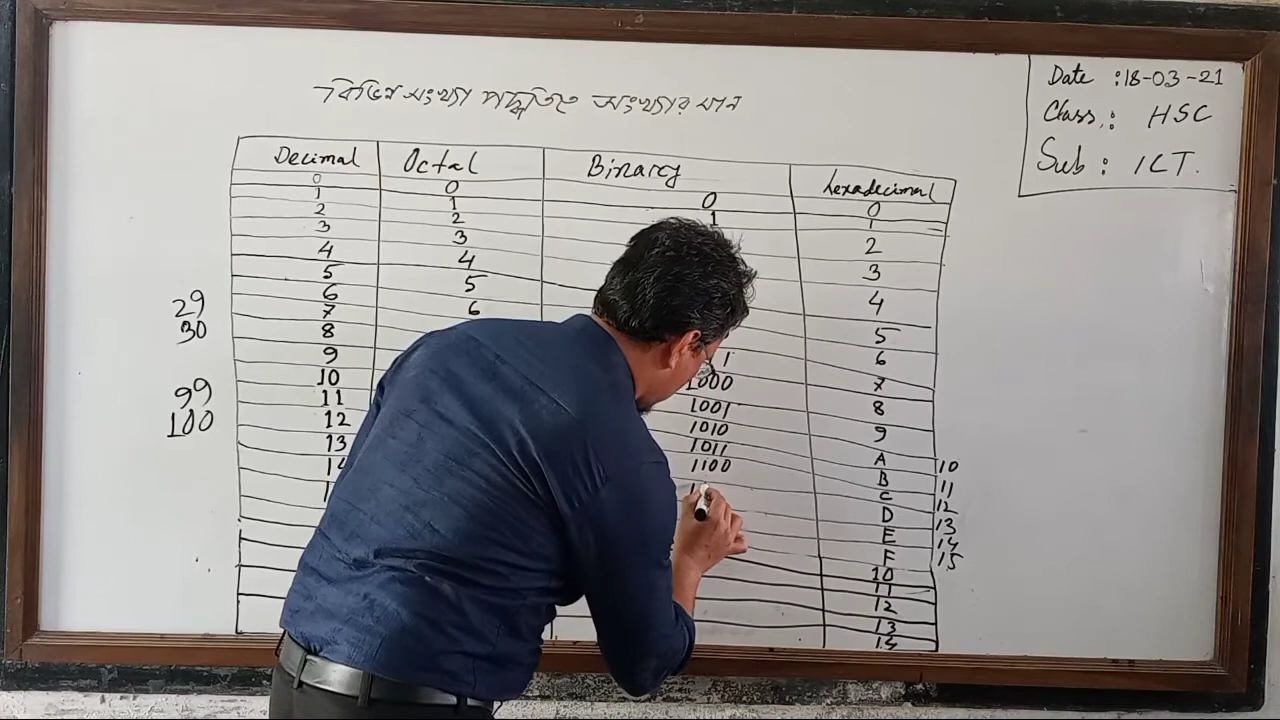 বিভিন্ন সংখ্যা পদ্ধতিতে সংখ্যার মান
Date :18-03-21
Class : HSC
Sub : ICT.
Decimal Octal Binary hexadecimal
0 0 0 0
1 1 1 1
2 2 2
3 3 3
4 4 4
5 5 5
6 6 6
7 7
8 1000 8
9 1001 9
10 1010 A 10
11 1011 B 11
12 1100 C 12
13 D 13
14 E 14
F 15
10
11
12
13
14
29
30
99
100